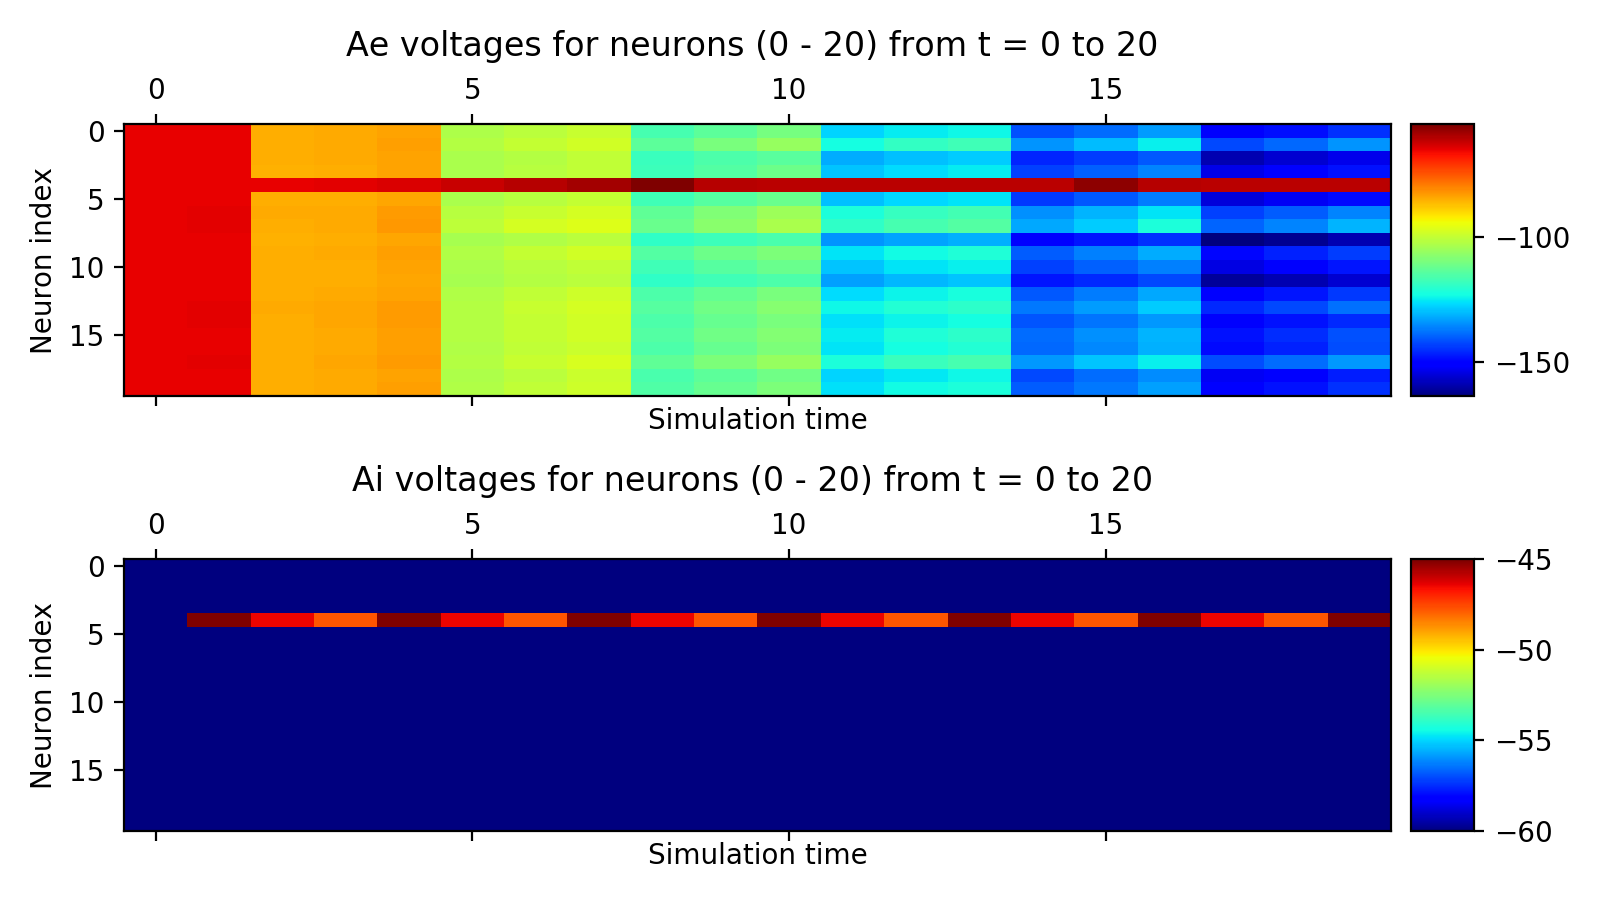 Ae voltages for neurons (0 - 20) from t = 0 to 20
0 5 10 15
0
5
10
15
Neuron index
Simulation time
−100
−150
Ai voltages for neurons (0 - 20) from t = 0 to 20
0 5 10 15
0
5
10
15
Neuron index
Simulation time
−45
−50
−55
−60